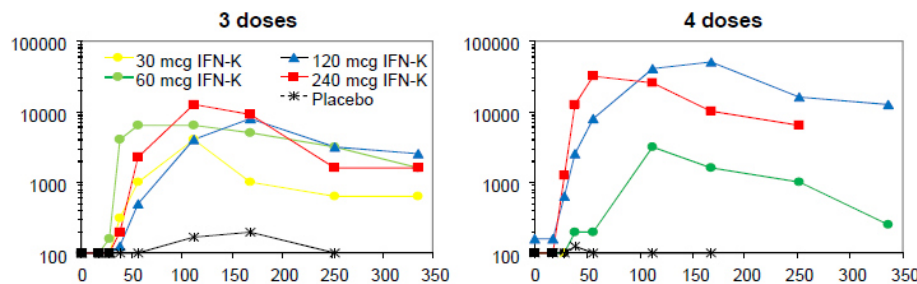 3 doses
100000
10000
1000
100
0 50 100 150 200 250 300 350
30 mcg IFN-K
120 mcg IFN-K
60 mcg IFN-K
240 mcg IFN-K
Placebo
4 doses
100000
10000
1000
100
0 50 100 150 200 250 300 350